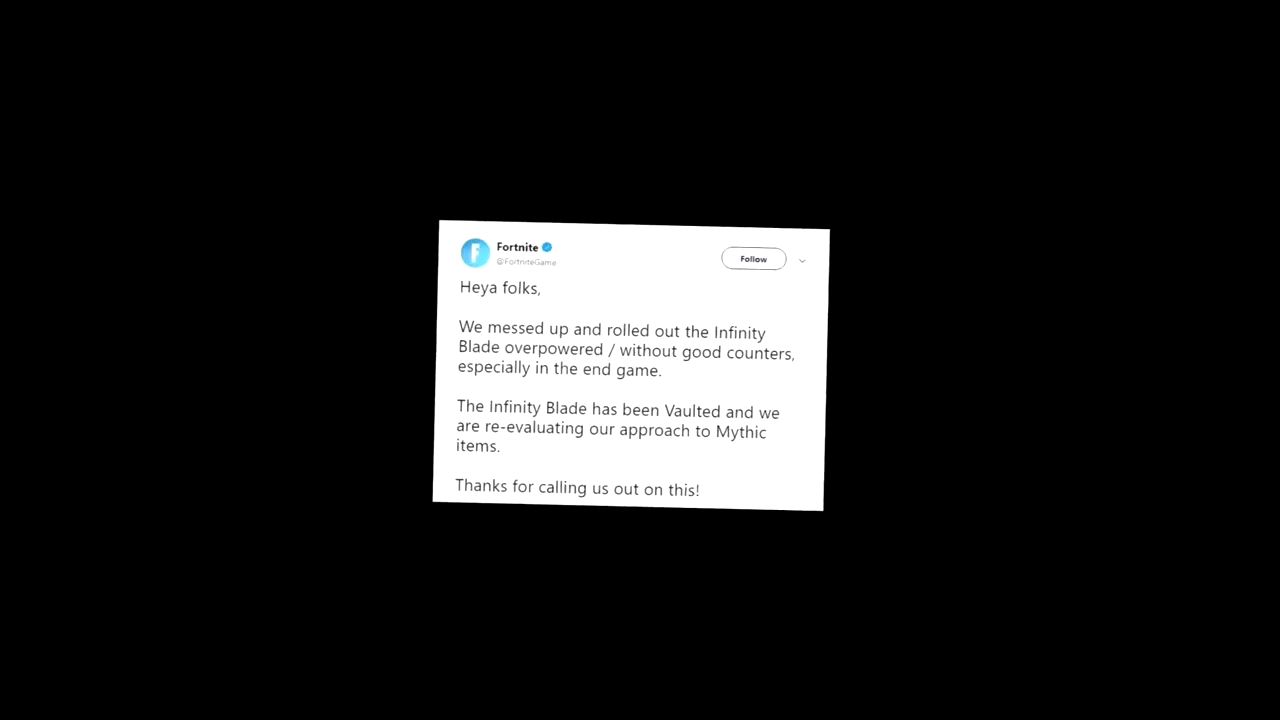 Fortnite
@FortniteGame
Follow
Heya folks,
We messed up and rolled out the Infinity
Blade overpowered / without good counters,
especially in the end game.
The Infinity Blade has been Vaulted and we
are re-evaluating our approach to Mythic
items.
Thanks for calling us out on this!